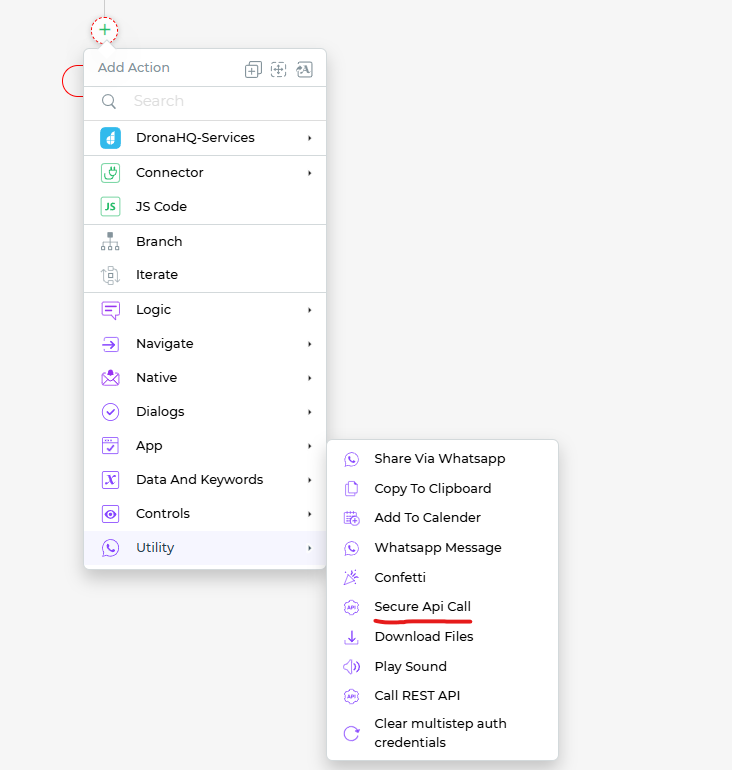 Add Action
Search
DronaHQ-Services
Connector
JS JS Code
Branch
Iterate
Logic
Navigate
Native
Dialogs
App
Data And Keywords
Controls
Utility
Share Via Whatsapp
Copy To Clipboard
Add To Calender
Whatsapp Message
Confetti
API Secure Api Call
Download Files
Play Sound
API Call REST API
Clear multistep auth
credentials